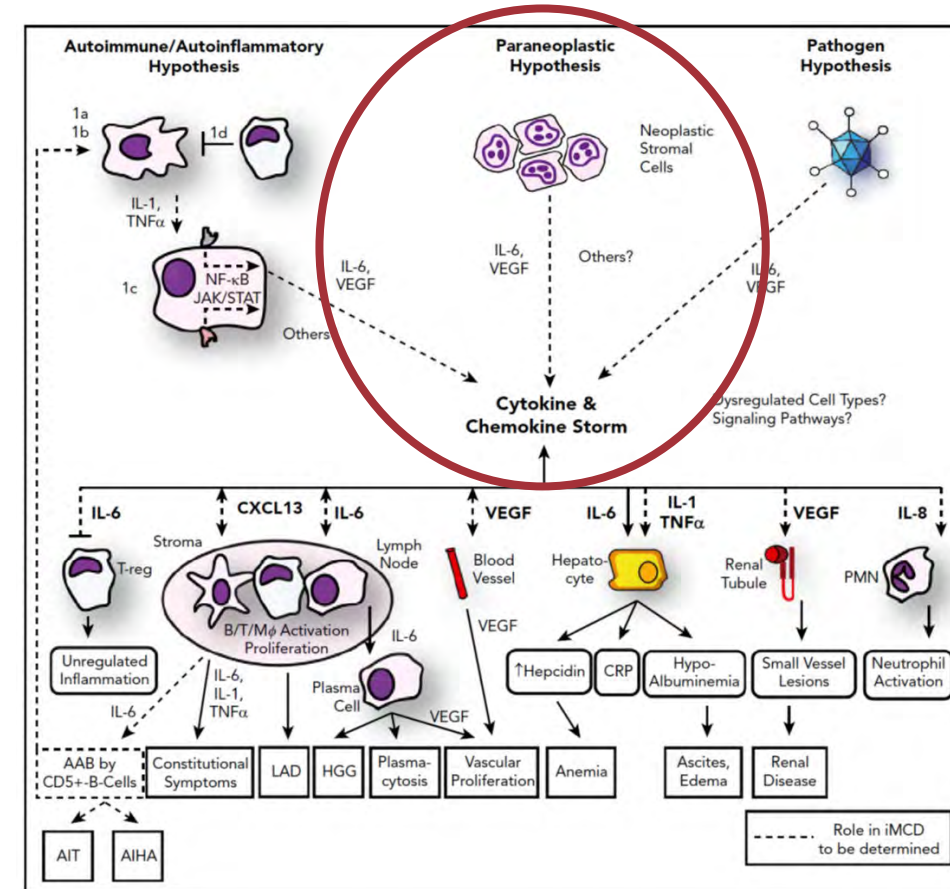 Autoimmune/Autoinflammatory
Hypothesis
Paraneoplastic
Hypothesis
Pathogen
Hypothesis
1a
1b
1d
Neoplastic
Stromal
Cells
IL-1,
TNFα
1c
NF-κB
JAK/STAT
IL-6,
VEGF
Others
IL-6,
VEGF
Others?
IL-6,
VEGF
Cytokine &
Chemokine Storm
Dysregulated Cell Types?
Signaling Pathways?
IL-6
CXCL13
IL-6
VEGF
IL-6
IL-1
TNFα
VEGF
IL-8
T-reg
Stroma
Lymph
Node
B/T/Mϕ Activation
Proliferation
Blood
Vessel
Hepato-
cyte
Renal
Tubule
PMN
Unregulated
Inflammation
IL-6
Plasma
Cell
VEGF
VEGF
↑Hepcidin
CRP
Hypo-
Albuminemia
Small Vessel
Lesions
Neutrophil
Activation
IL-6
IL-6,
IL-1,
TNFα
AAB by
CD5+-B-Cells
Constitutional
Symptoms
LAD
HGG
Plasma-
cytosis
Vascular
Proliferation
Anemia
Ascites,
Edema
Renal
Disease
AIT
AIHA
Role in iMCD
to be determined